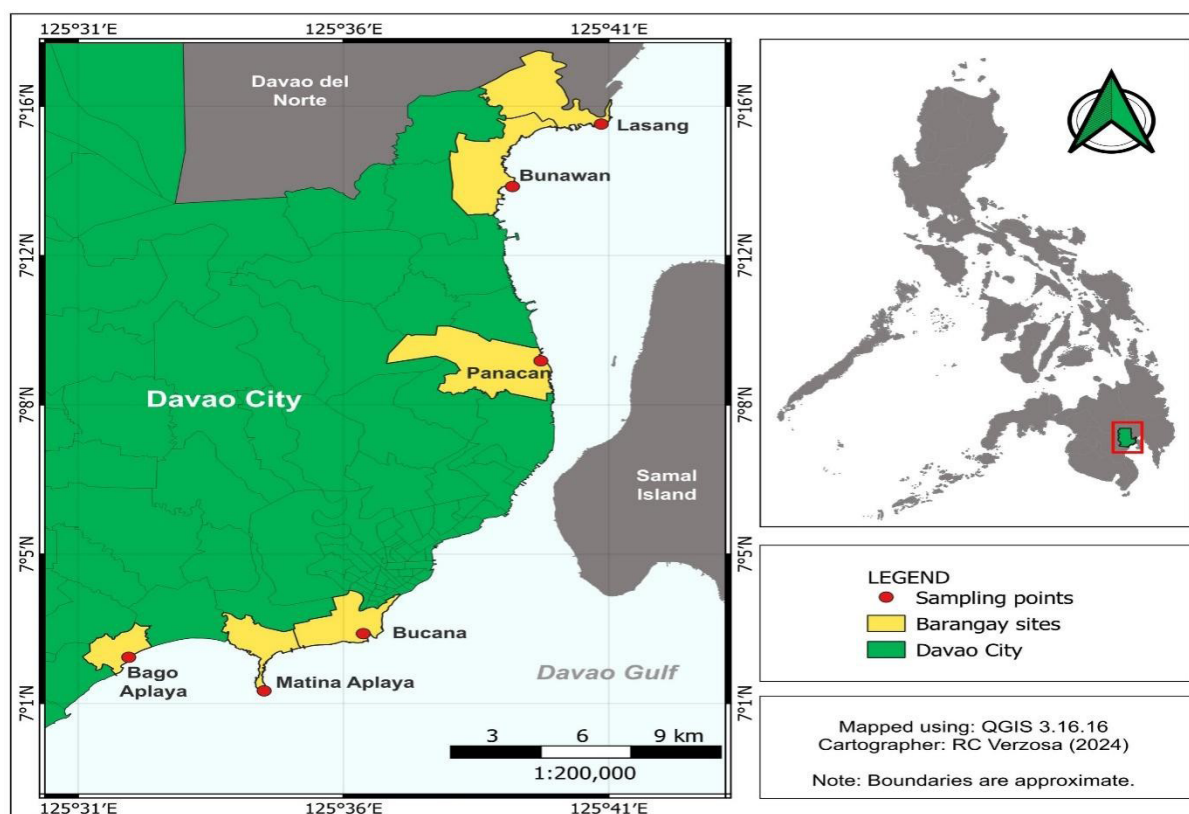 125°31′E 125°36′E 125°41′E
Davao del
Norte
7°16′N
7°16′N
Lasang
Bunawan
7°12′N
7°12′N
Panacan
Davao City
7°8′N
7°8′N
Samal
Island
7°5′N
7°5′N
Bucana
Bago
Aplaya
Matina Aplaya
Davao Gulf
7°1′N
7°1′N
3 6 9 km
1:200,000
125°31′E 125°36′E 125°41′E
LEGEND
Sampling points
Barangay sites
Davao City
Mapped using: QGIS 3.16.16
Cartographer: RC Verzosa (2024)
Note: Boundaries are approximate.